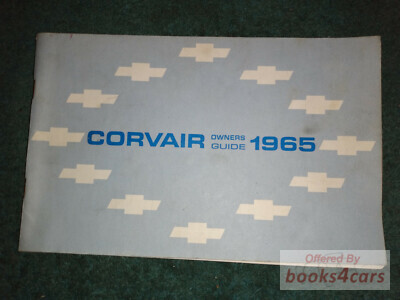 CORVAIR OWNERS GUIDE 1965
Offered By
books4cars